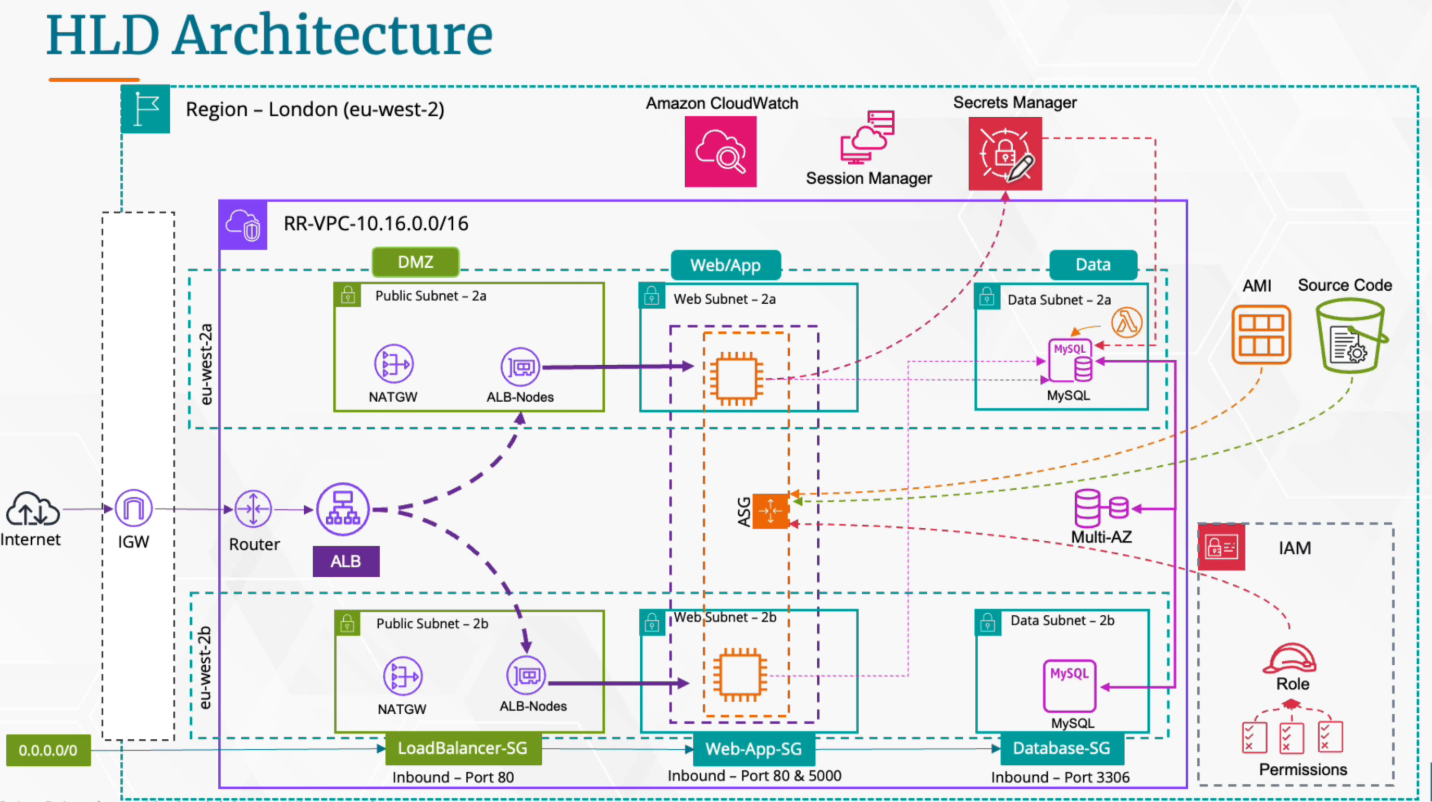 HLD Architecture
Region – London (eu-west-2)
Amazon CloudWatch
Session Manager
Secrets Manager
RR-VPC-10.16.0.0/16
DMZ
Web/App
Data
eu-west-2a
Public Subnet – 2a
NATGW
ALB-Nodes
Web Subnet – 2a
Data Subnet – 2a
MySQL
MySQL
AMI
Source Code
Internet
IGW
Router
ALB
ASG
Multi-AZ
IAM
Role
Permissions
eu-west-2b
Public Subnet – 2b
NATGW
ALB-Nodes
Web Subnet – 2b
Data Subnet – 2b
MySQL
MySQL
0.0.0.0/0
LoadBalancer-SG
Inbound – Port 80
Web-App-SG
Inbound – Port 80 & 5000
Database-SG
Inbound – Port 3306